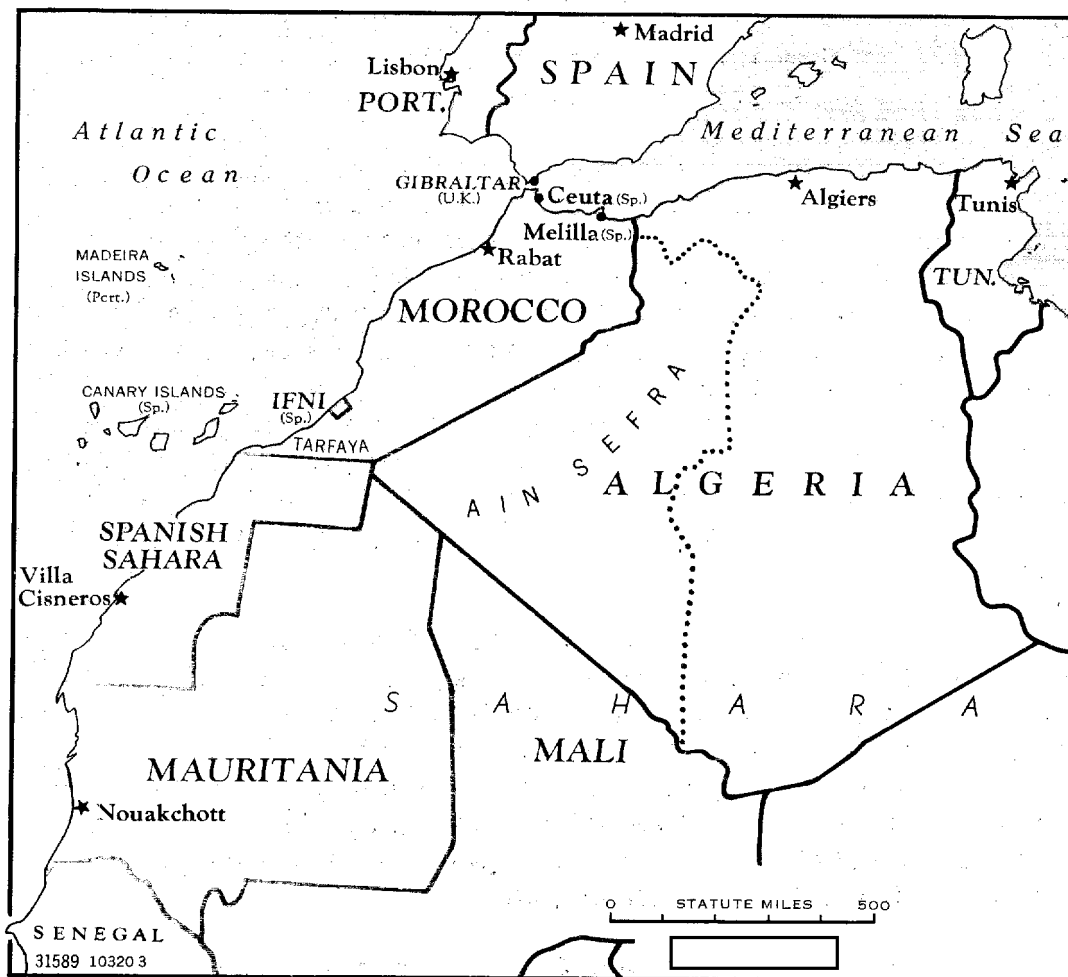 Madrid
Lisbon
SPAIN
PORT.
Atlantic
Ocean
Mediterranean Sea
GIBRALTAR
(U.K.)
Ceuta (Sp.)
Algiers
Tunis
Melilla (Sp.)
Rabat
MADEIRA
ISLANDS
(Port.)
TUN.
MOROCCO
CANARY ISLANDS
(Sp.)
IFNI
(Sp.)
TARFAYA
AIN SEFRA
ALGERIA
SPANISH
SAHARA
Villa
Cisneros
SAHARA
MALI
MAURITANIA
Nouakchott
0 STATUTE MILES 500
SENEGAL
31589 10320 3